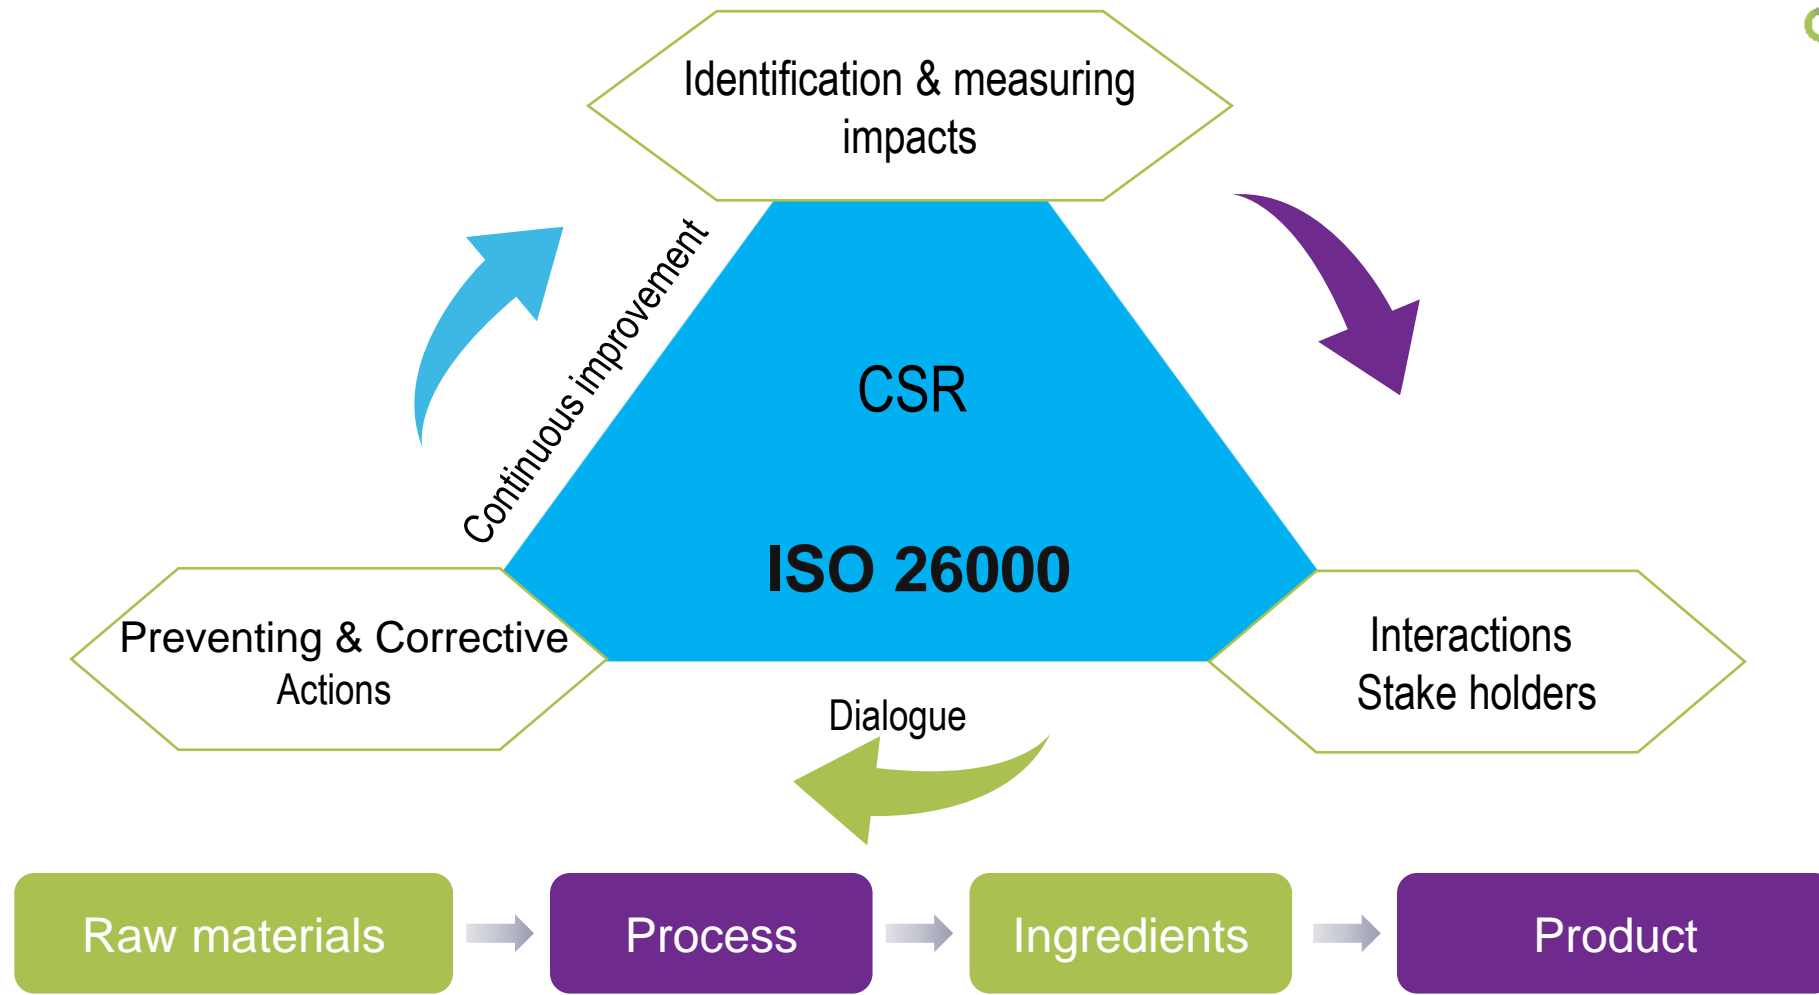 Identification & measuring
impacts
Continuous improvement
CSR
ISO 26000
Preventing & Corrective
Actions
Interactions
Stake holders
Dialogue
Raw materials
Process
Ingredients
Product